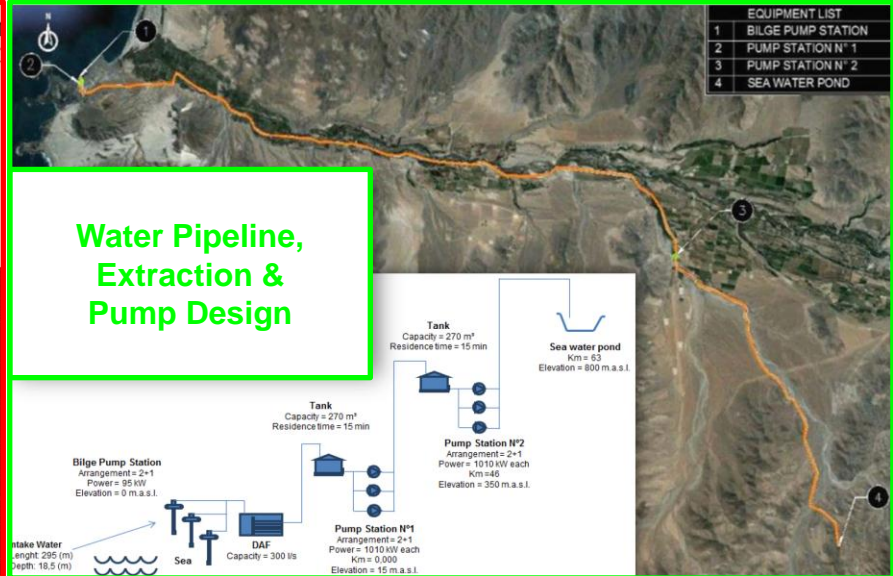 N
1
2
EQUIPMENT LIST
1 BILGE PUMP STATION
2 PUMP STATION N° 1
3 PUMP STATION N° 2
4 SEA WATER POND
3
4
Water Pipeline,
Extraction &
Pump Design
Tank
Capacity = 270 m³
Residence time = 15 min
Sea water pond
Km = 63
Elevation = 800 m.a.s.l.
Tank
Capacity = 270 m³
Residence time = 15 min
Pump Station Nº2
Arrangement = 2+1
Power = 1010 kW each
Km =46
Elevation = 350 m.a.s.l.
Bilge Pump Station
Arrangement = 2+1
Power = 95 kW
Elevation = 0 m.a.s.l.
ntake Water
Lenght: 295 (m)
Depth: 18,5 (m)
Sea
DAF
Capacity = 300 l/s
Pump Station Nº1
Arrangement = 2+1
Power = 1010 kW each
Km = 0,000
Elevation = 15 m.a.s.l.